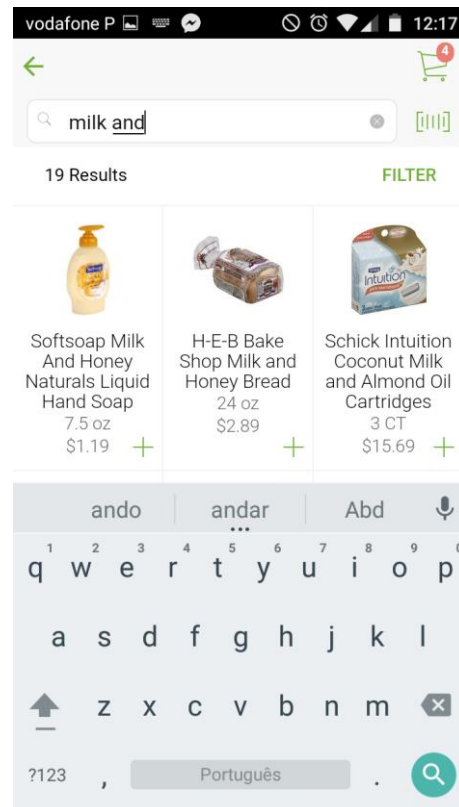 vodafone P 12:17
4
milk and
19 Results FILTER
Softsoap Milk
And Honey
Naturals Liquid
Hand Soap
7.5 oz
$1.19 +
H-E-B Bake
Shop Milk and
Honey Bread
24 oz
$2.89 +
Intuition
Schick Intuition
Coconut Milk
and Almond Oil
Cartridges
3 CT
$15.69 +
ando andar Abd
1 2 3 4 5 6 7 8 9 0
q w e r t y u i o p
a s d f g h j k l
z x c v b n m
?123 , Português .